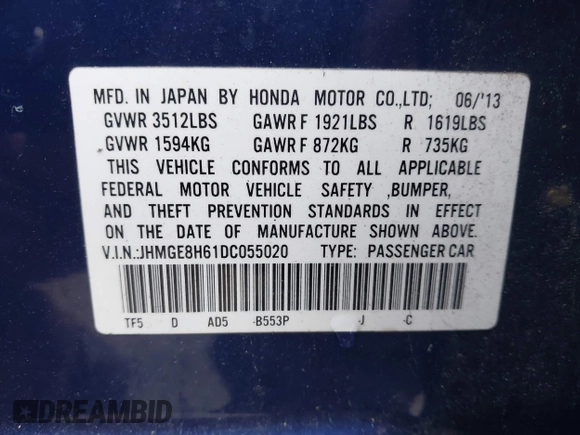 MFD. IN JAPAN BY HONDA MOTOR CO.,LTD; 06/'13
GVWR 3512LBS GAWR F 1921LBS R 1619LBS
GVWR 1594KG GAWR F 872KG R 735KG
THIS VEHICLE CONFORMS TO ALL APPLICABLE
FEDERAL MOTOR VEHICLE SAFETY ,BUMPER,
AND THEFT PREVENTION STANDARDS IN EFFECT
ON THE DATE OF MANUFACTURE SHOWN ABOVE.
V.I.N.:JHMGE8H61DC055020 TYPE: PASSENGER CAR
TF5 D AD5 -B553P -J -C
DREAMBID